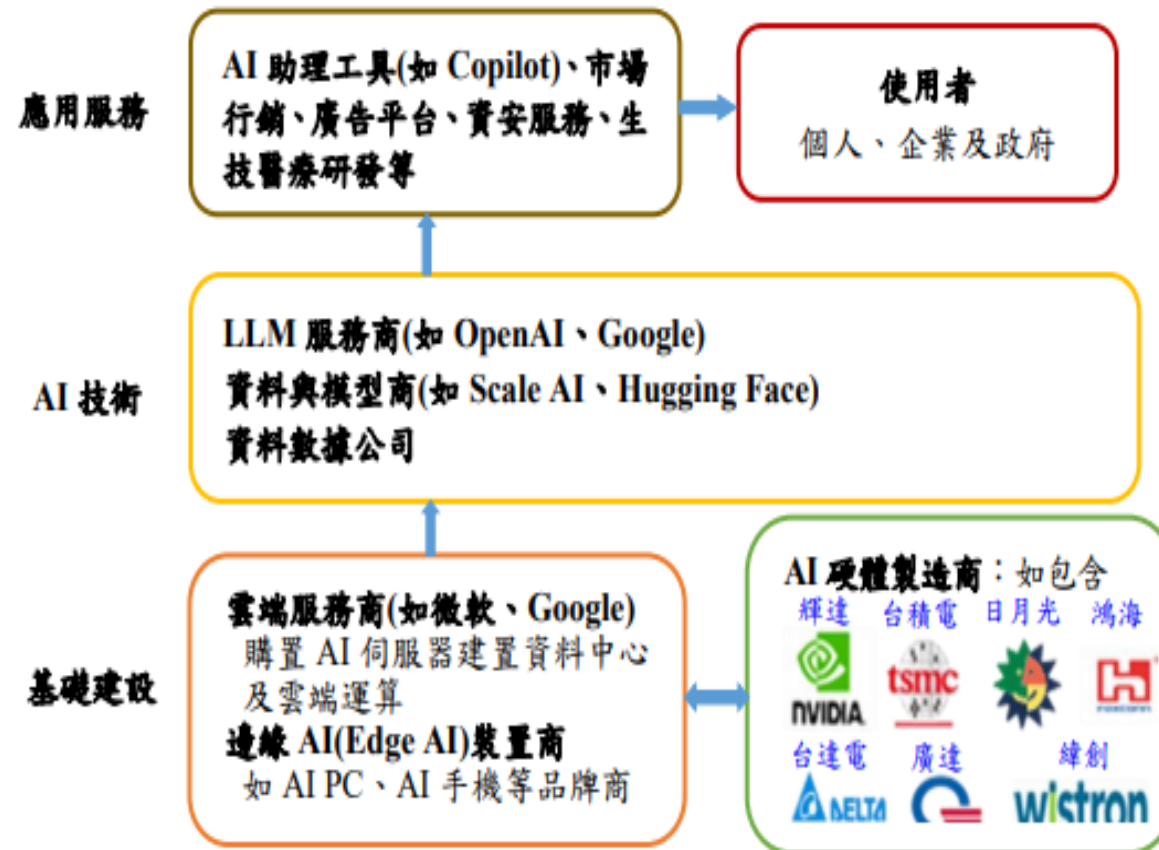 應用服務
AI 助理工具(如 Copilot)、市場
行銷、廣告平台、資安服務、生
技醫療研發等
使用者
個人、企業及政府
AI 技術
LLM 服務商(如 OpenAI、Google)
資料與模型商(如 Scale AI、Hugging Face)
資料數據公司
基礎建設
雲端服務商(如微軟、Google)
購置 AI 伺服器建置資料中心
及雲端運算
邊緣 AI(Edge AI)裝置商
如 AI PC、AI 手機等品牌商
AI 硬體製造商：如包含
輝達 台積電 日月光 鴻海
NVIDIA tsmc FOXCONN
台達電 廣達 緯創
DELTA wistron